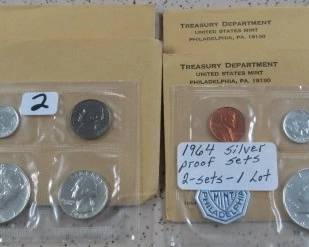 TREASURY DEPARTMENT
UNITED STATES MINT
PHILADELPHIA, PA. 19130
TREASURY DEPARTMENT
UNITED STATES MINT
PHILADELPHIA, PA. 19130
2
1964 silver
proof sets
2-sets-1 Lot
MINT
PHILADELPHIA